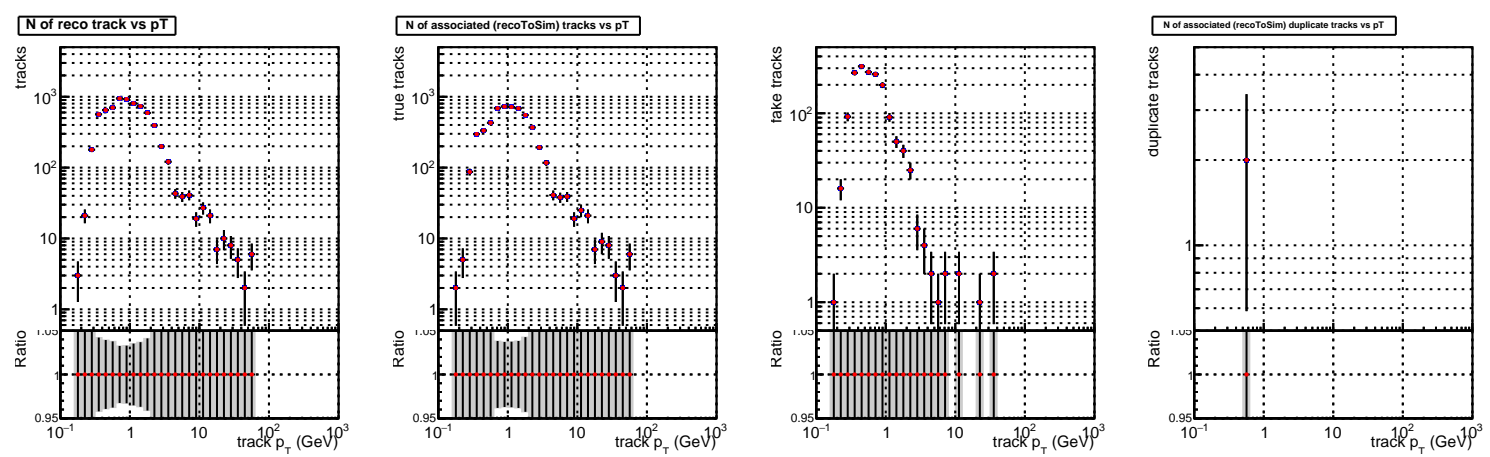 N of reco track vs pT
tracks
10³
10²
10
1
Ratio
1.05
1
0.95
10⁻¹ 1 10 10² 10³
track p_T (GeV)
N of associated (recoToSim) tracks vs pT
true tracks
10³
10²
10
1
Ratio
1.05
1
0.95
10⁻¹ 1 10 10² 10³
track p_T (GeV)
fake tracks
10²
10
1
Ratio
1.05
1
0.95
10⁻¹ 1 10 10² 10³
track p_T (GeV)
N of associated (recoToSim) duplicate tracks vs pT
duplicate tracks
1
Ratio
1.05
1
0.95
10⁻¹ 1 10 10² 10³
track p_T (GeV)